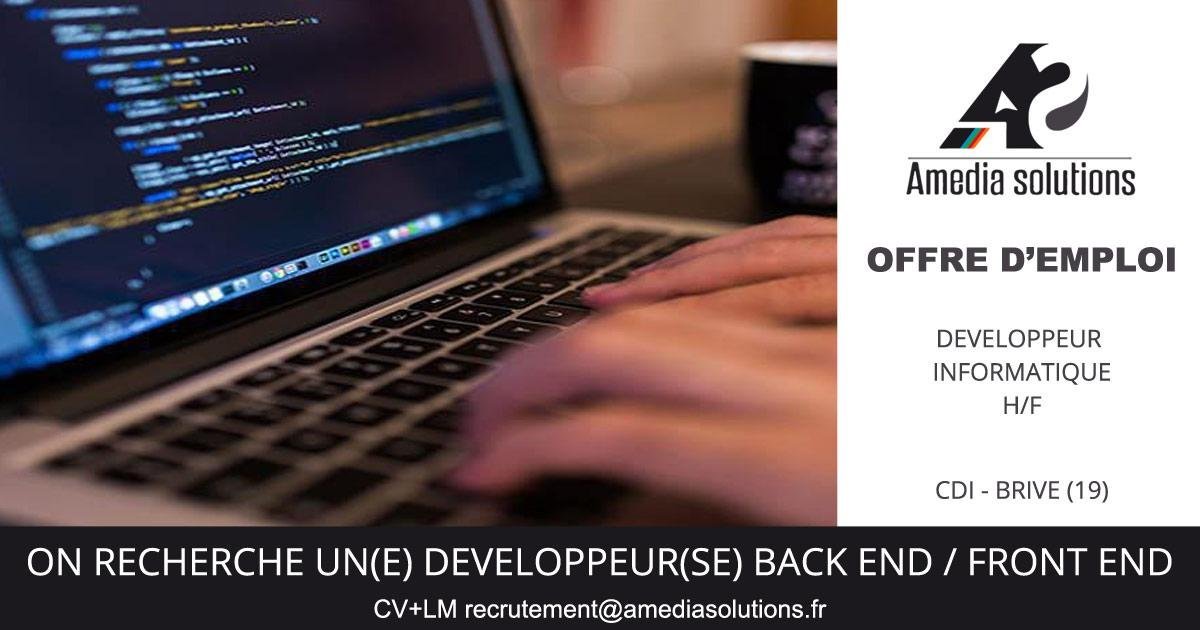 Amedia solutions
OFFRE D’EMPLOI
DEVELOPPEUR
INFORMATIQUE
H/F
CDI - BRIVE (19)
ON RECHERCHE UN(E) DEVELOPPEUR(SE) BACK END / FRONT END
CV+LM recrutement@amediasolutions.fr